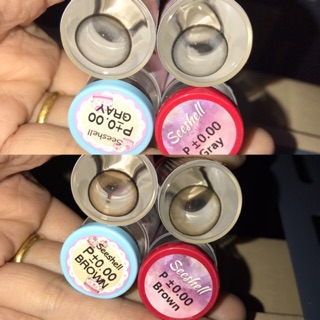 Seeshell
P±0.00
GRAY
Seeshell
P ±0.00
Gray
Seeshell
P±0.00
BROWN
Seeshell
P ±0.00
Brown